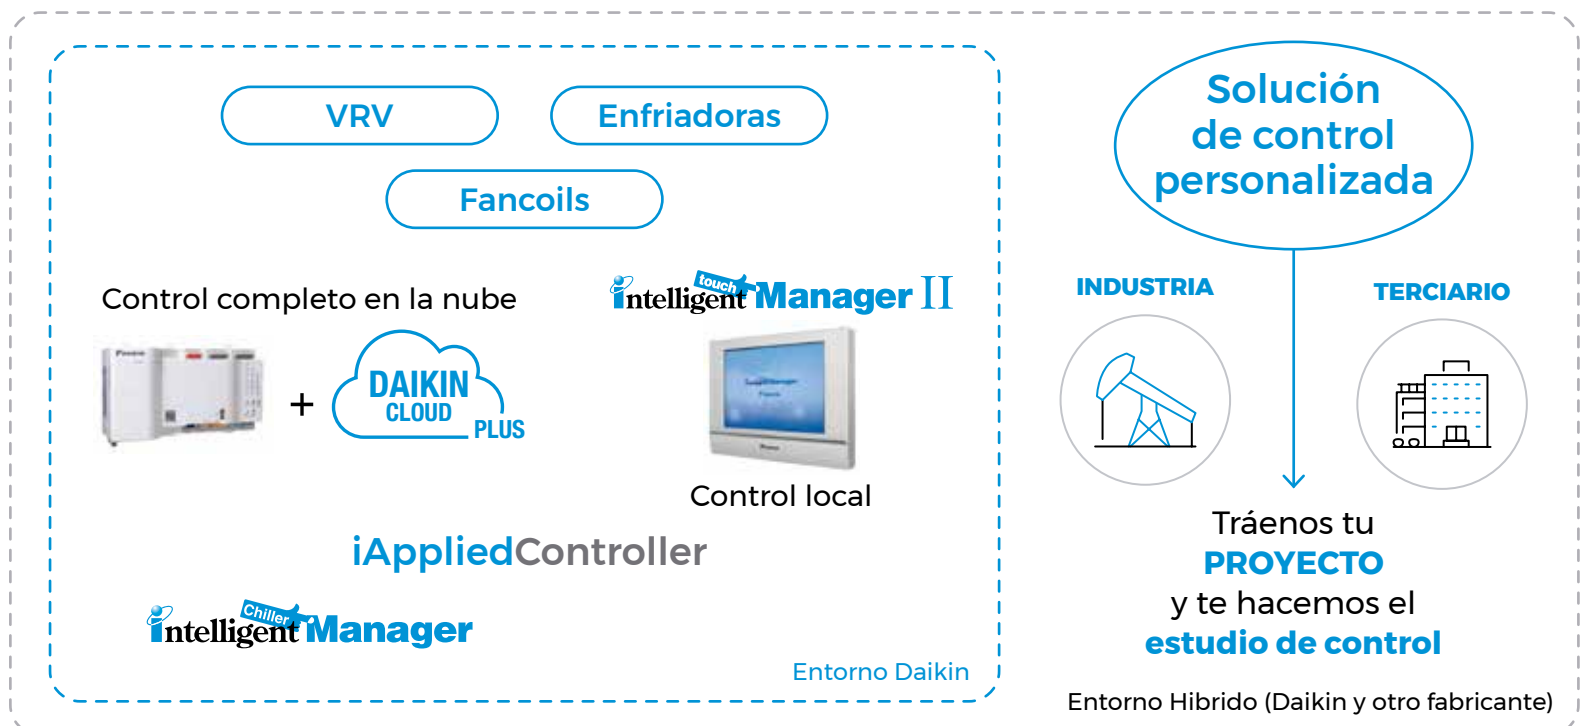 VRV
Enfriadoras
Fancoils
Control completo en la nube
DAIKIN
CLOUD
PLUS
+
touch
intelligent Manager II
Control local
iAppliedController
Chiller
intelligent Manager
Entorno Daikin
Solución
de control
personalizada
INDUSTRIA
TERCIARIO
Tráenos tu
PROYECTO
y te hacemos el
estudio de control
Entorno Hibrido (Daikin y otro fabricante)